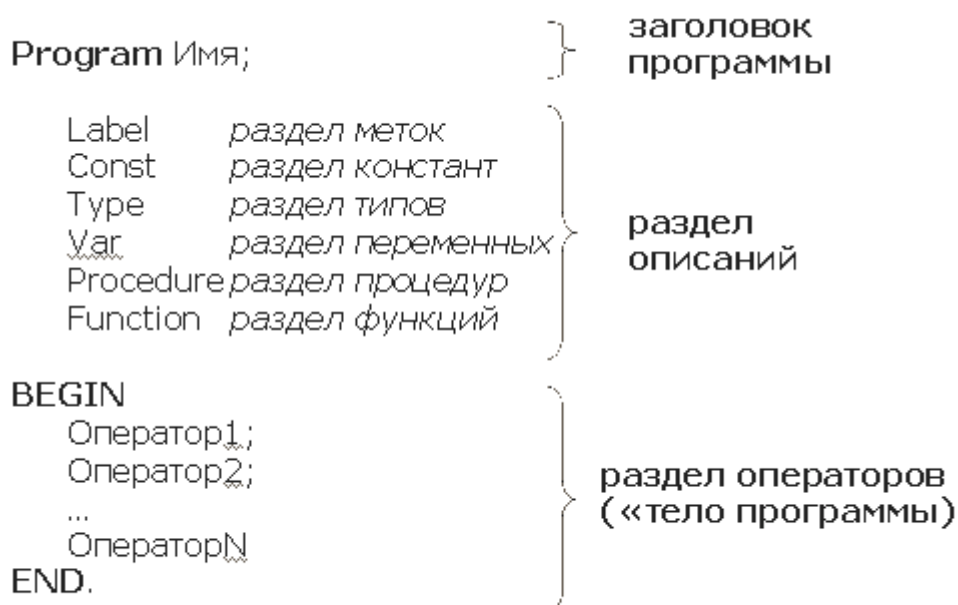 Program Имя;
заголовок
программы
Label раздел меток
Const раздел констант
Type раздел типов
Var раздел переменных
Procedure раздел процедур
Function раздел функций
раздел
описаний
BEGIN
Оператор1;
Оператор2;
...
ОператорN
END.
раздел операторов
(«тело программы)